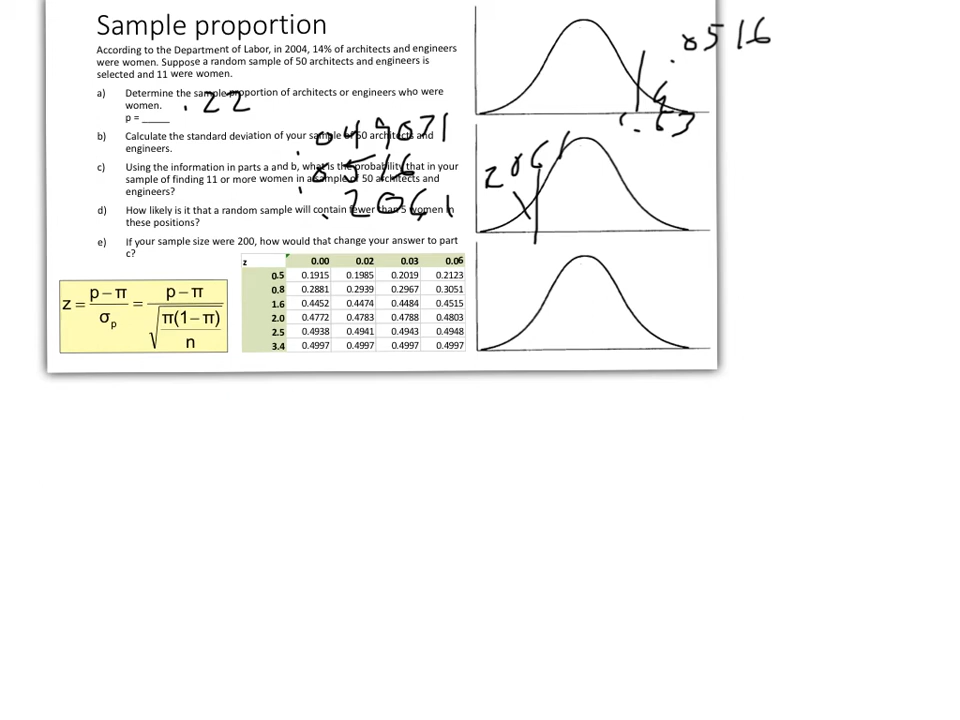 Sample proportion
According to the Department of Labor, in 2004, 14% of architects and engineers
were women. Suppose a random sample of 50 architects and engineers is
selected and 11 were women.
a) Determine the sample proportion of architects or engineers who were
women.
p = _____
.22
b) Calculate the standard deviation of your sample of 50 architects and
engineers.
.049071
c) Using the information in parts a and b, what is the probability that in your
sample of finding 11 or more women in a sample of 50 architects and
engineers?
.0516
d) How likely is it that a random sample will contain fewer than 5 women in
these positions?
.2061
e) If your sample size were 200, how would that change your answer to part
c?
z 0.00 0.02 0.03 0.06
0.5 0.1915 0.1985 0.2019 0.2123
0.8 0.2881 0.2939 0.2967 0.3051
1.6 0.4452 0.4474 0.4484 0.4515
2.0 0.4772 0.4783 0.4788 0.4803
2.5 0.4938 0.4941 0.4943 0.4948
3.4 0.4997 0.4997 0.4997 0.4997
z = p − π / σp = p − π / √ π(1 − π) / n
.0516
1.63
2061